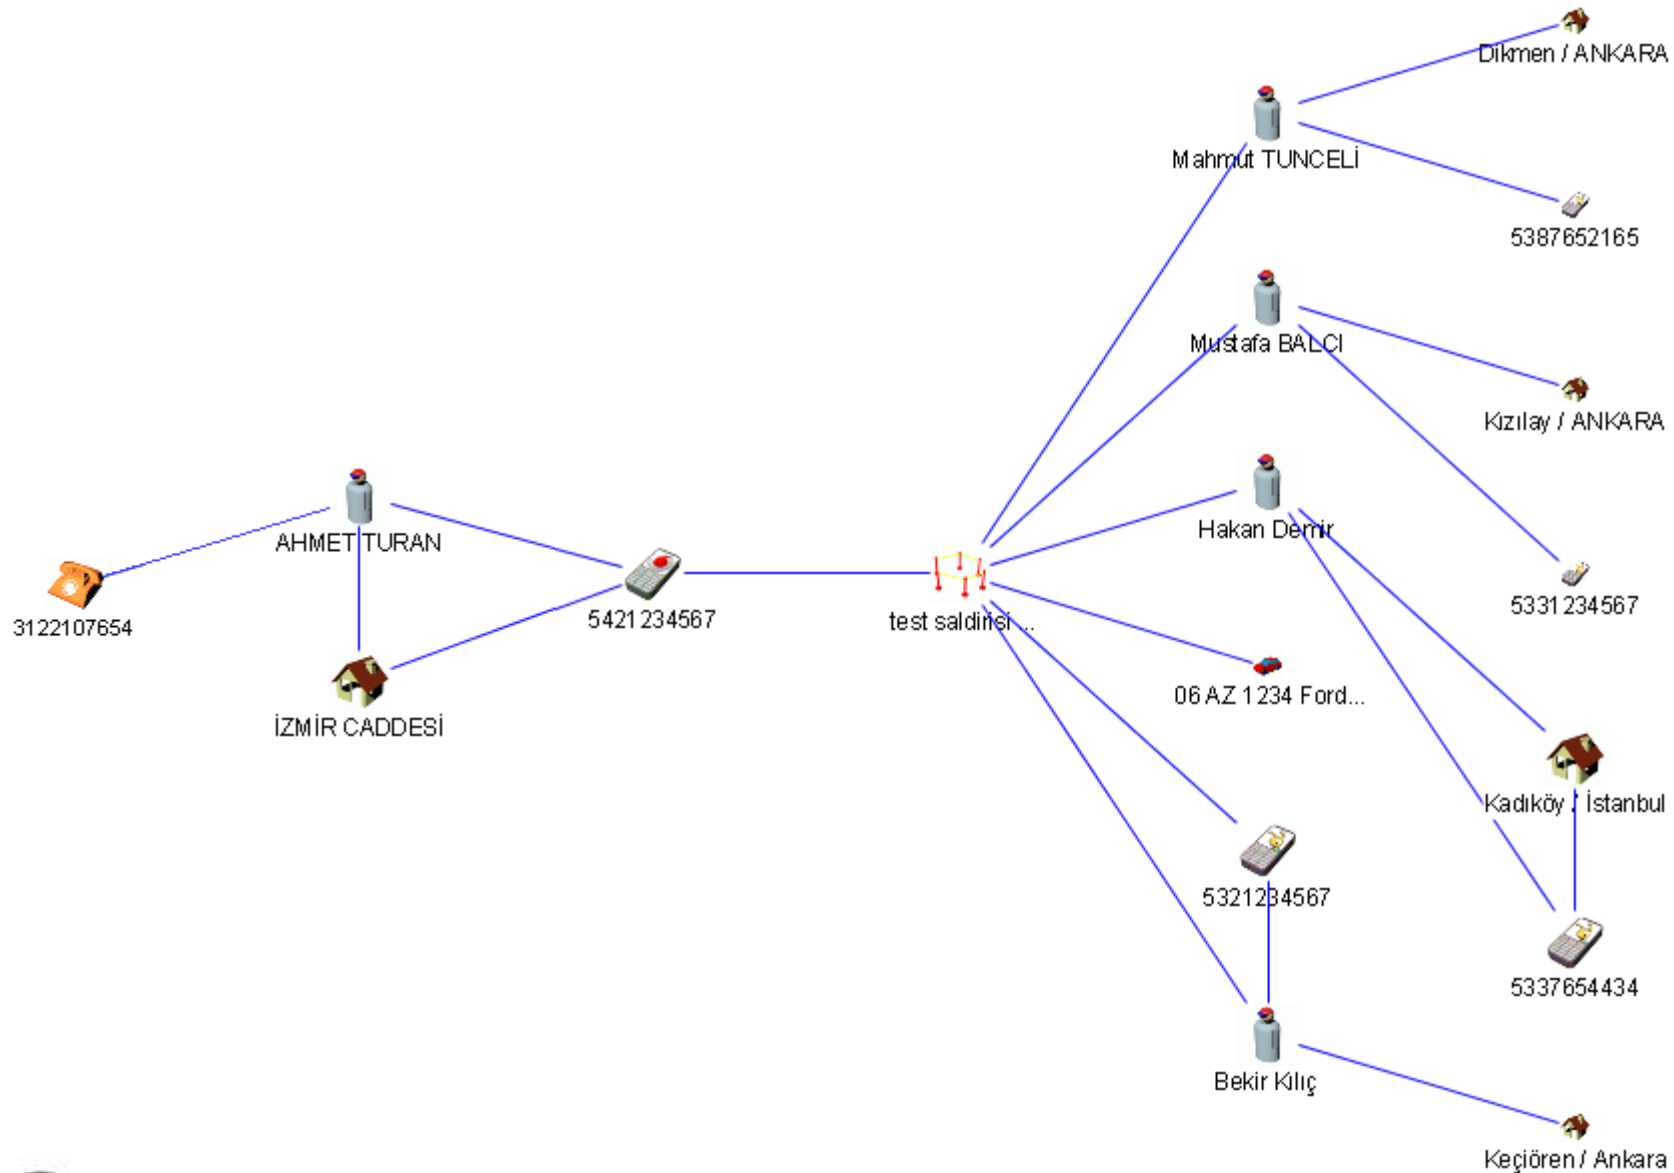 Dikmen / ANKARA
Mahmut TUNCELİ
5387652165
Mustafa BALCI
Kızılay / ANKARA
Hakan Demir
AHMET TURAN
5331234567
5421234567
test saldirisi ...
3122107654
06 AZ 1234 Ford...
İZMİR CADDESİ
Kadıköy / İstanbul
5321234567
5337654434
Bekir Kılıç
Keçiören / Ankara